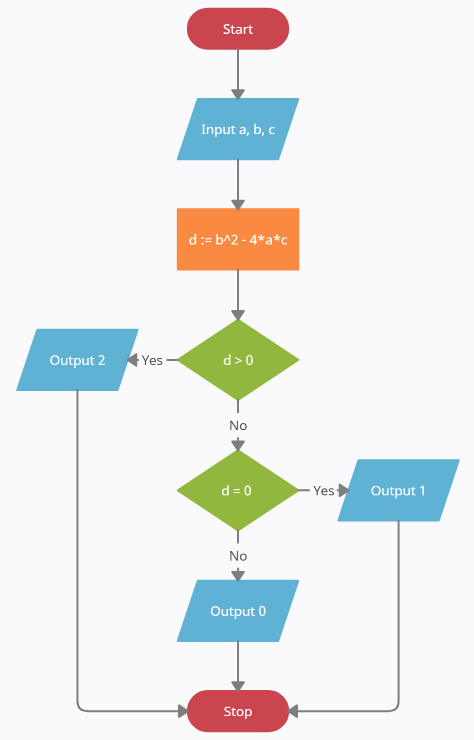 Start
Input a, b, c
d := b^2 - 4*a*c
Output 2
Yes
d > 0
No
d = 0
Yes
Output 1
No
Output 0
Stop